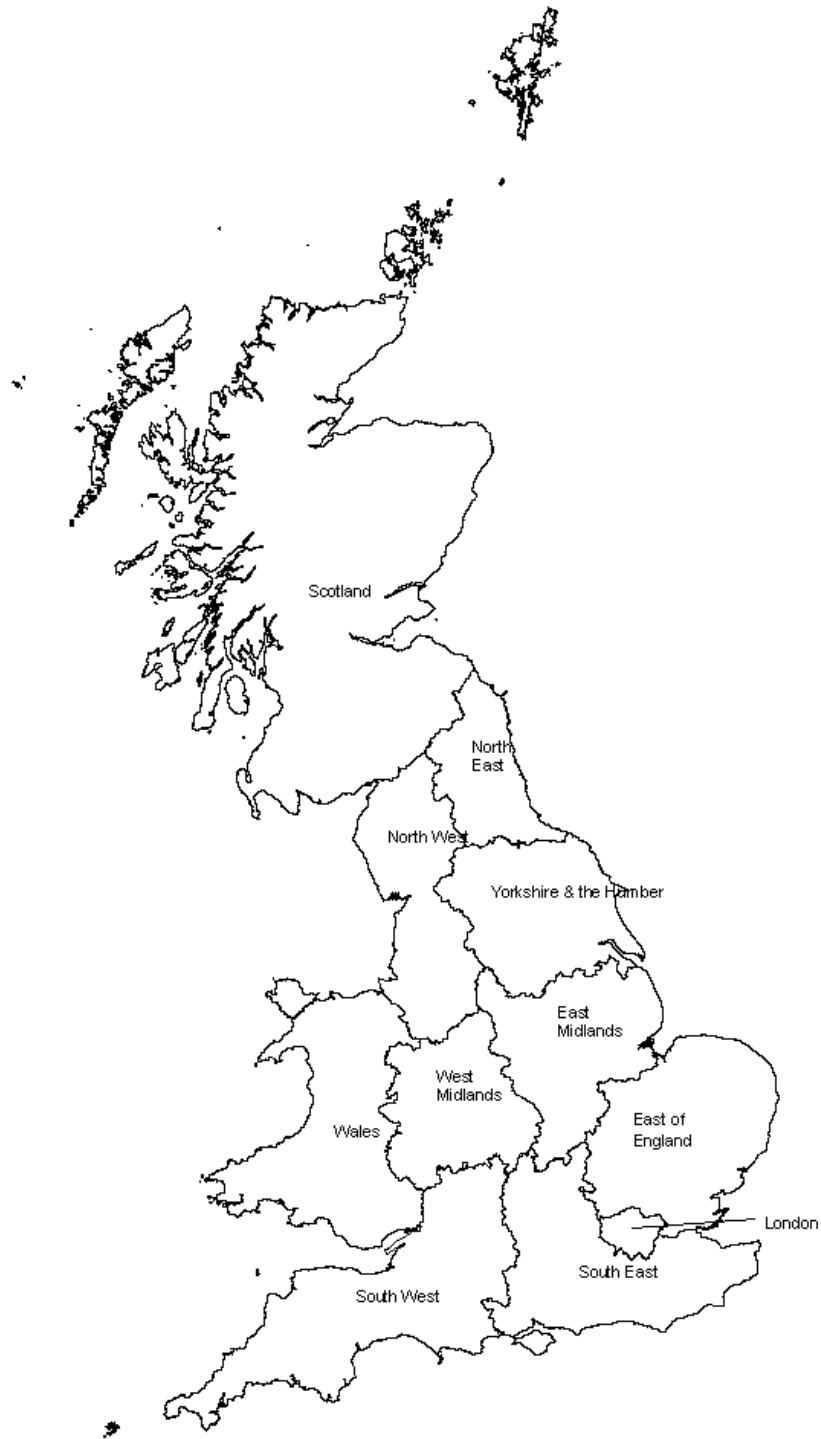 Scotland
North
East
North West
Yorkshire & the Humber
East
Midlands
West
Midlands
East of
England
Wales
London
South East
South West